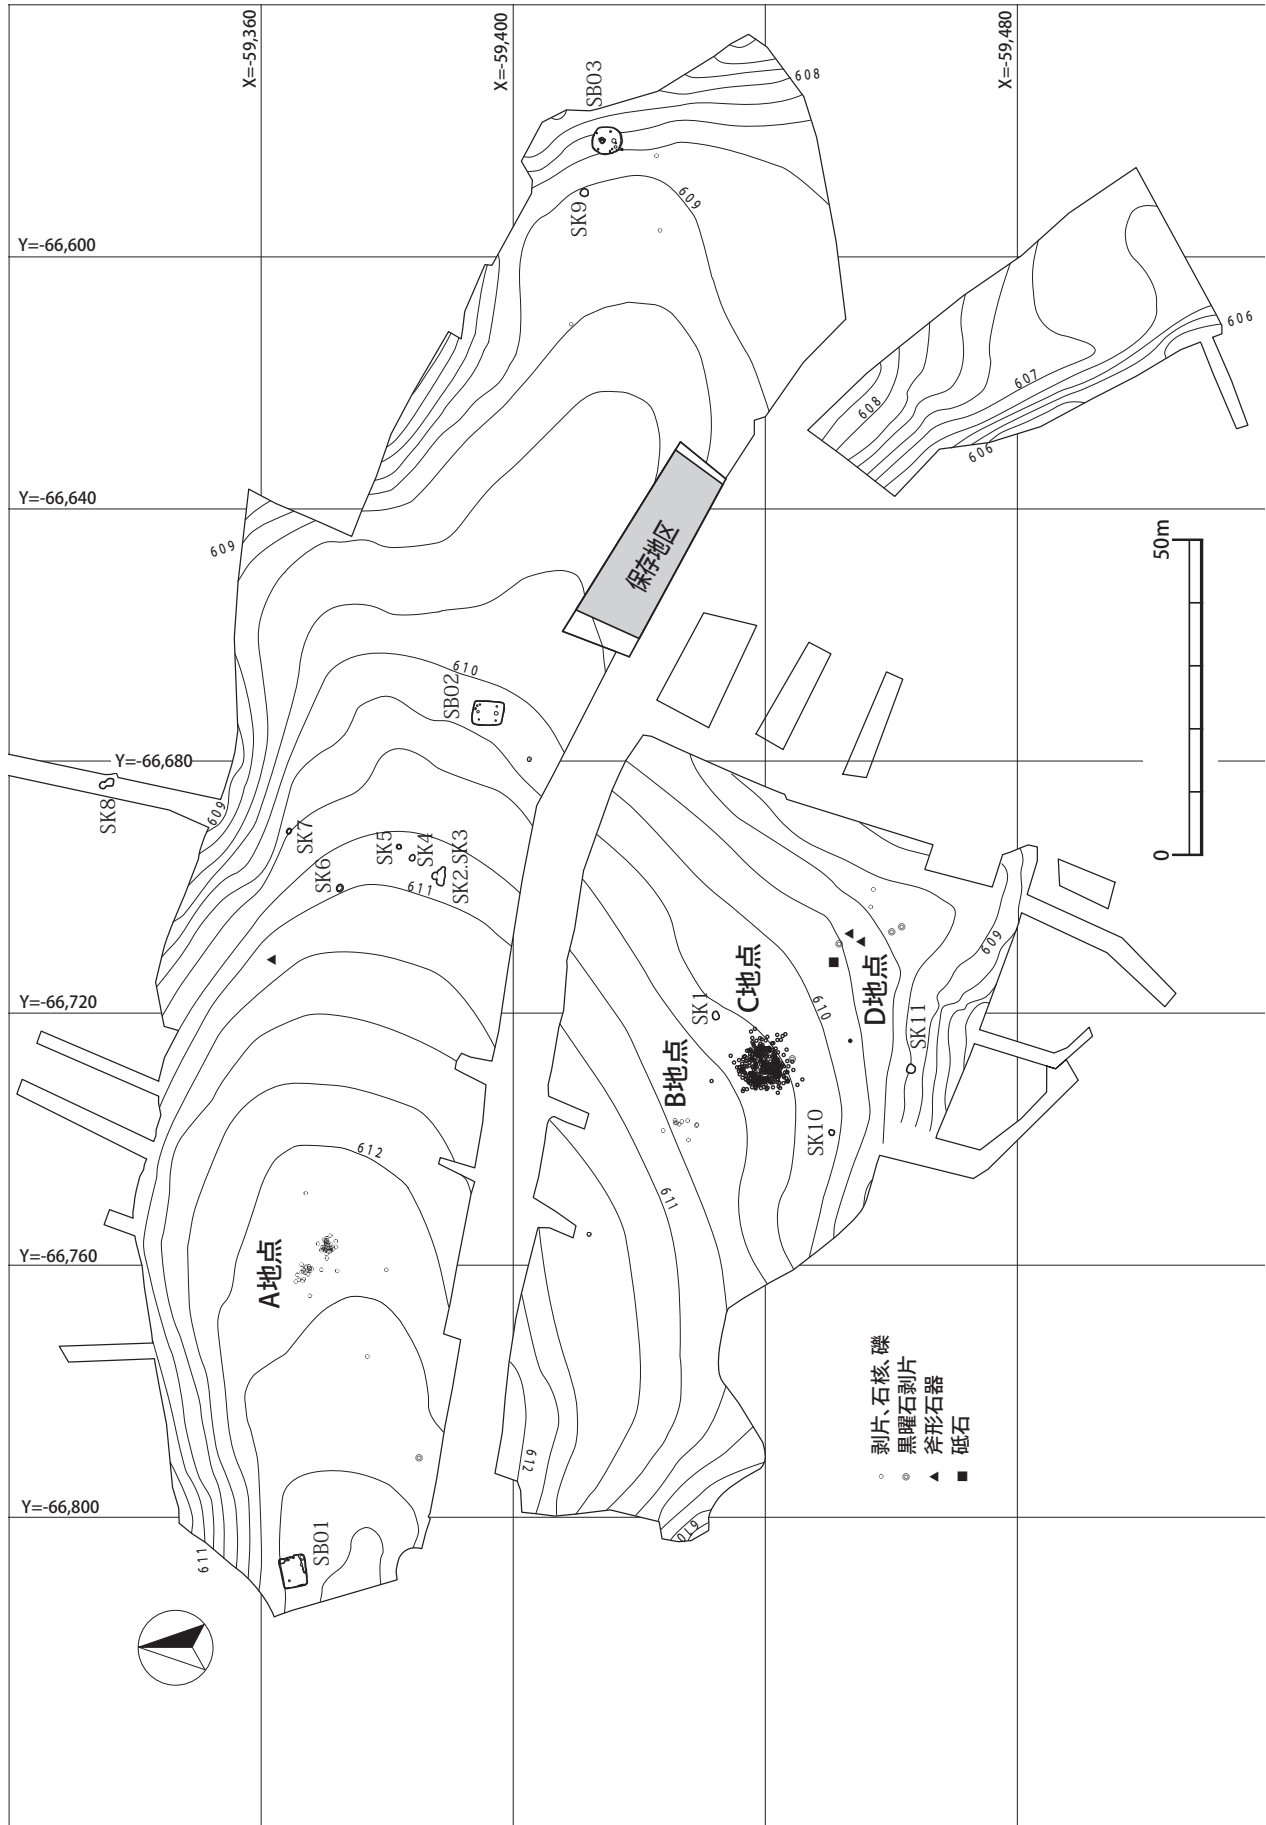 X=-59,360
X=-59,400
X=-59,480
SB03
608
SK9
609
Y=-66,600
606
607
608
606
Y=-66,640
609
保存地区
50m
0
610
SB02
Y=-66,680
SK8
609
SK7
SK6
SK5
SK4
SK2.SK3
611
609
Y=-66,720
C地点
SK1
610
D地点
SK11
B地点
SK10
612
611
A地点
Y=-66,760
剥片、石核、礫
黒曜石剥片
斧形石器
砥石
612
610
Y=-66,800
611
SB01